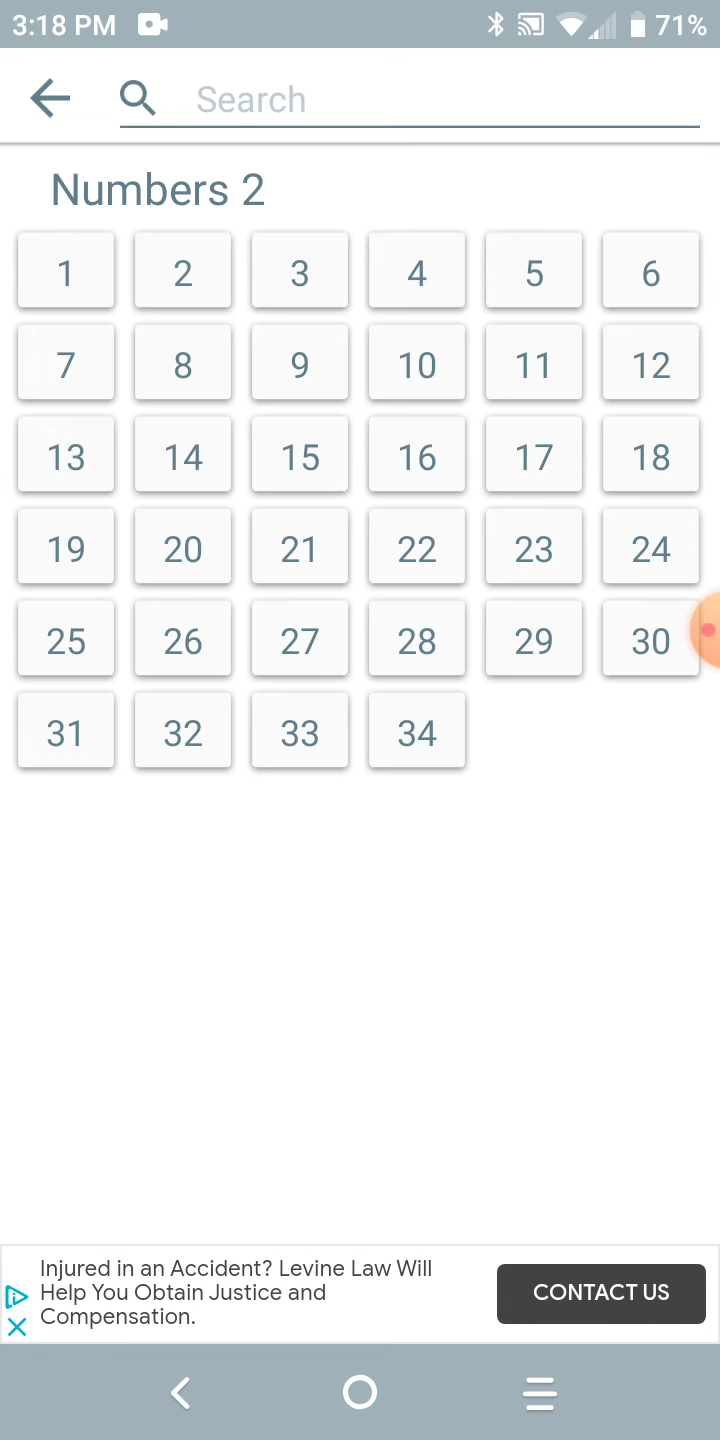 3:18 PM 71%
Search
Numbers 2
1 2 3 4 5 6
7 8 9 10 11 12
13 14 15 16 17 18
19 20 21 22 23 24
25 26 27 28 29 30
31 32 33 34
Injured in an Accident? Levine Law Will
Help You Obtain Justice and
Compensation.
CONTACT US